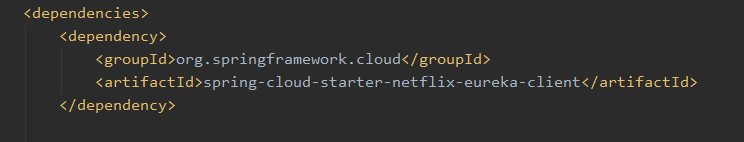 <dependencies>
<dependency>
<groupId>org.springframework.cloud</groupId>
<artifactId>spring-cloud-starter-netflix-eureka-client</artifactId>
</dependency>